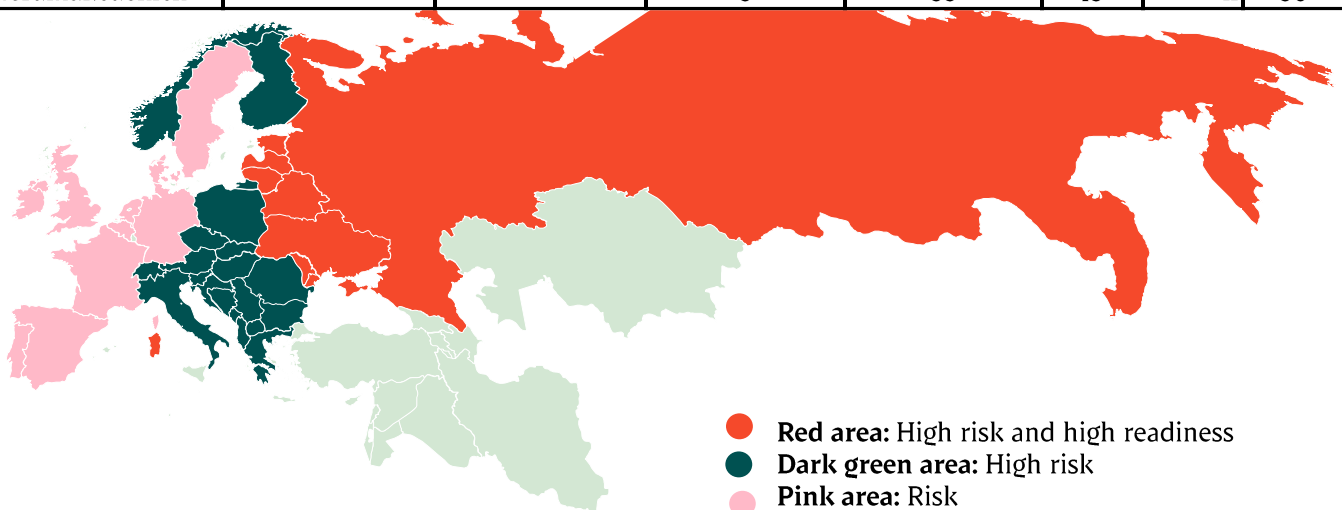 Red area: High risk and high readiness
Dark green area: High risk
Pink area: Risk